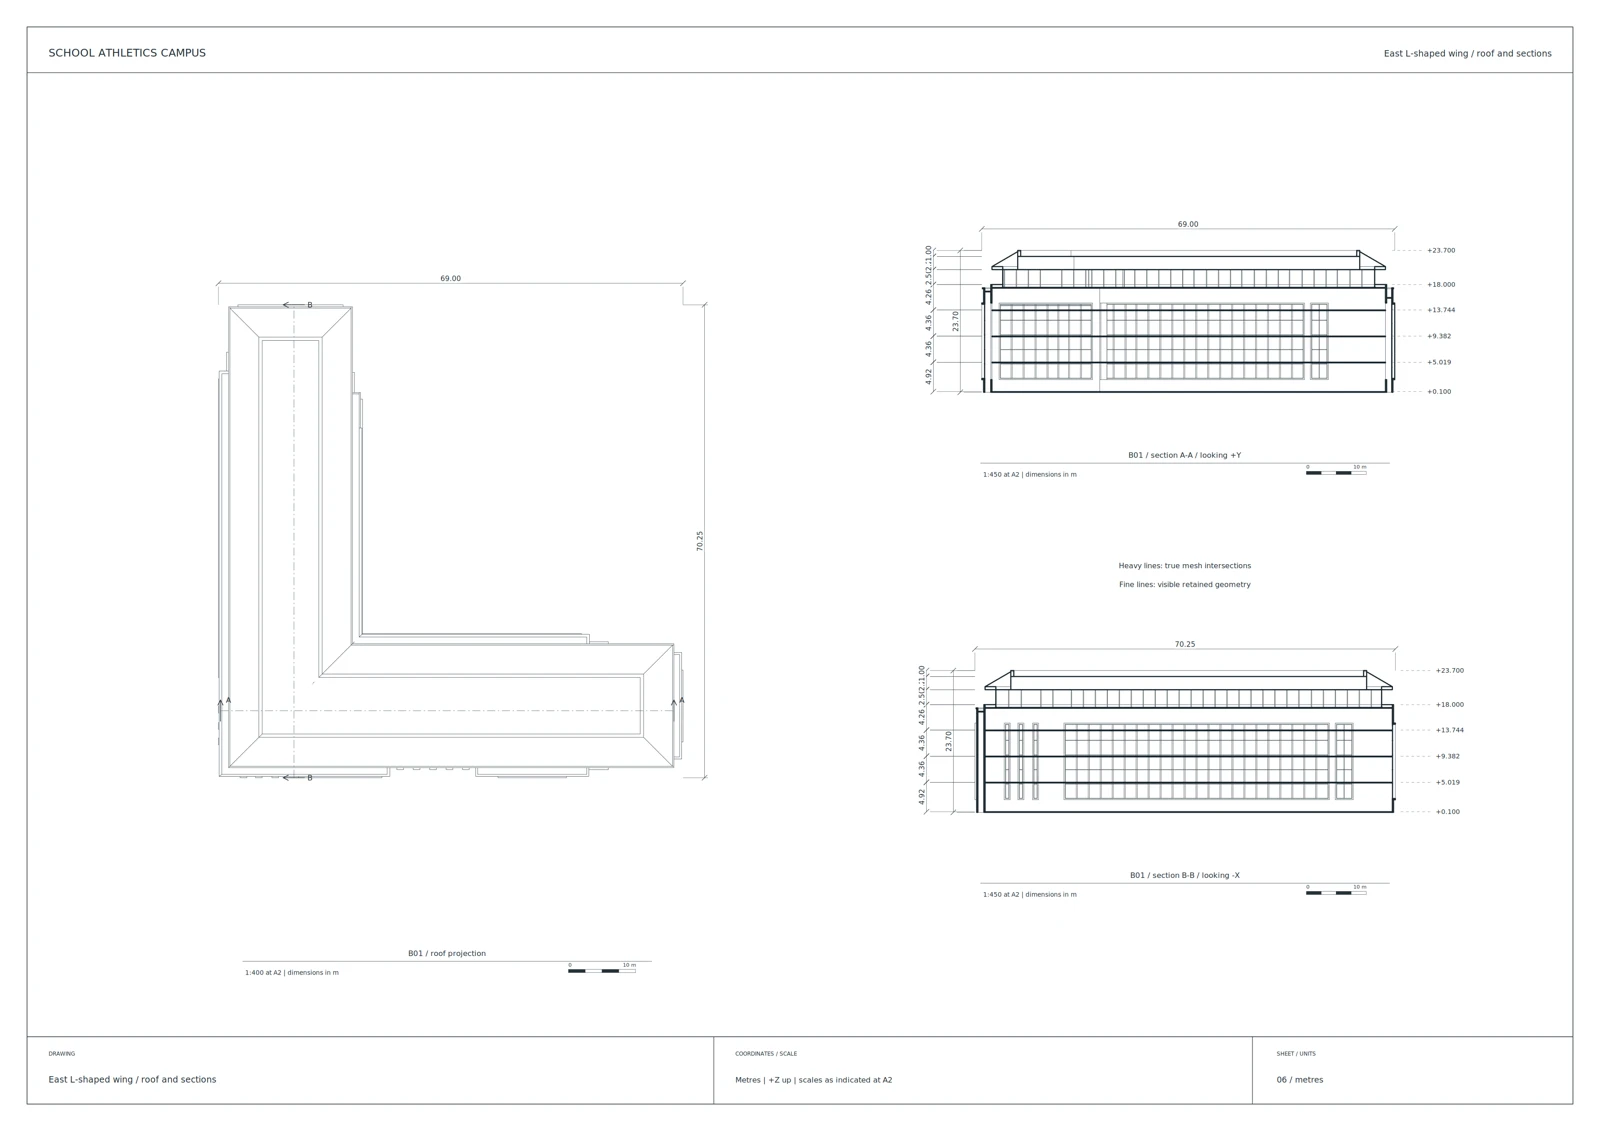 SCHOOL ATHLETICS CAMPUS
East L-shaped wing / roof and sections
69.00
70.25
B
B
A
A
B01 / roof projection
1:400 at A2 | dimensions in m
0 10 m
69.00
23.70
4.92
4.36
4.36
4.26
1.00
+23.700
+18.000
+13.744
+9.382
+5.019
+0.100
B01 / section A-A / looking +Y
1:450 at A2 | dimensions in m
0 10 m
Heavy lines: true mesh intersections
Fine lines: visible retained geometry
70.25
23.70
4.92
4.36
4.36
4.26
1.00
+23.700
+18.000
+13.744
+9.382
+5.019
+0.100
B01 / section B-B / looking -X
1:450 at A2 | dimensions in m
0 10 m
DRAWING
East L-shaped wing / roof and sections
COORDINATES / SCALE
Metres | +Z up | scales as indicated at A2
SHEET / UNITS
06 / metres